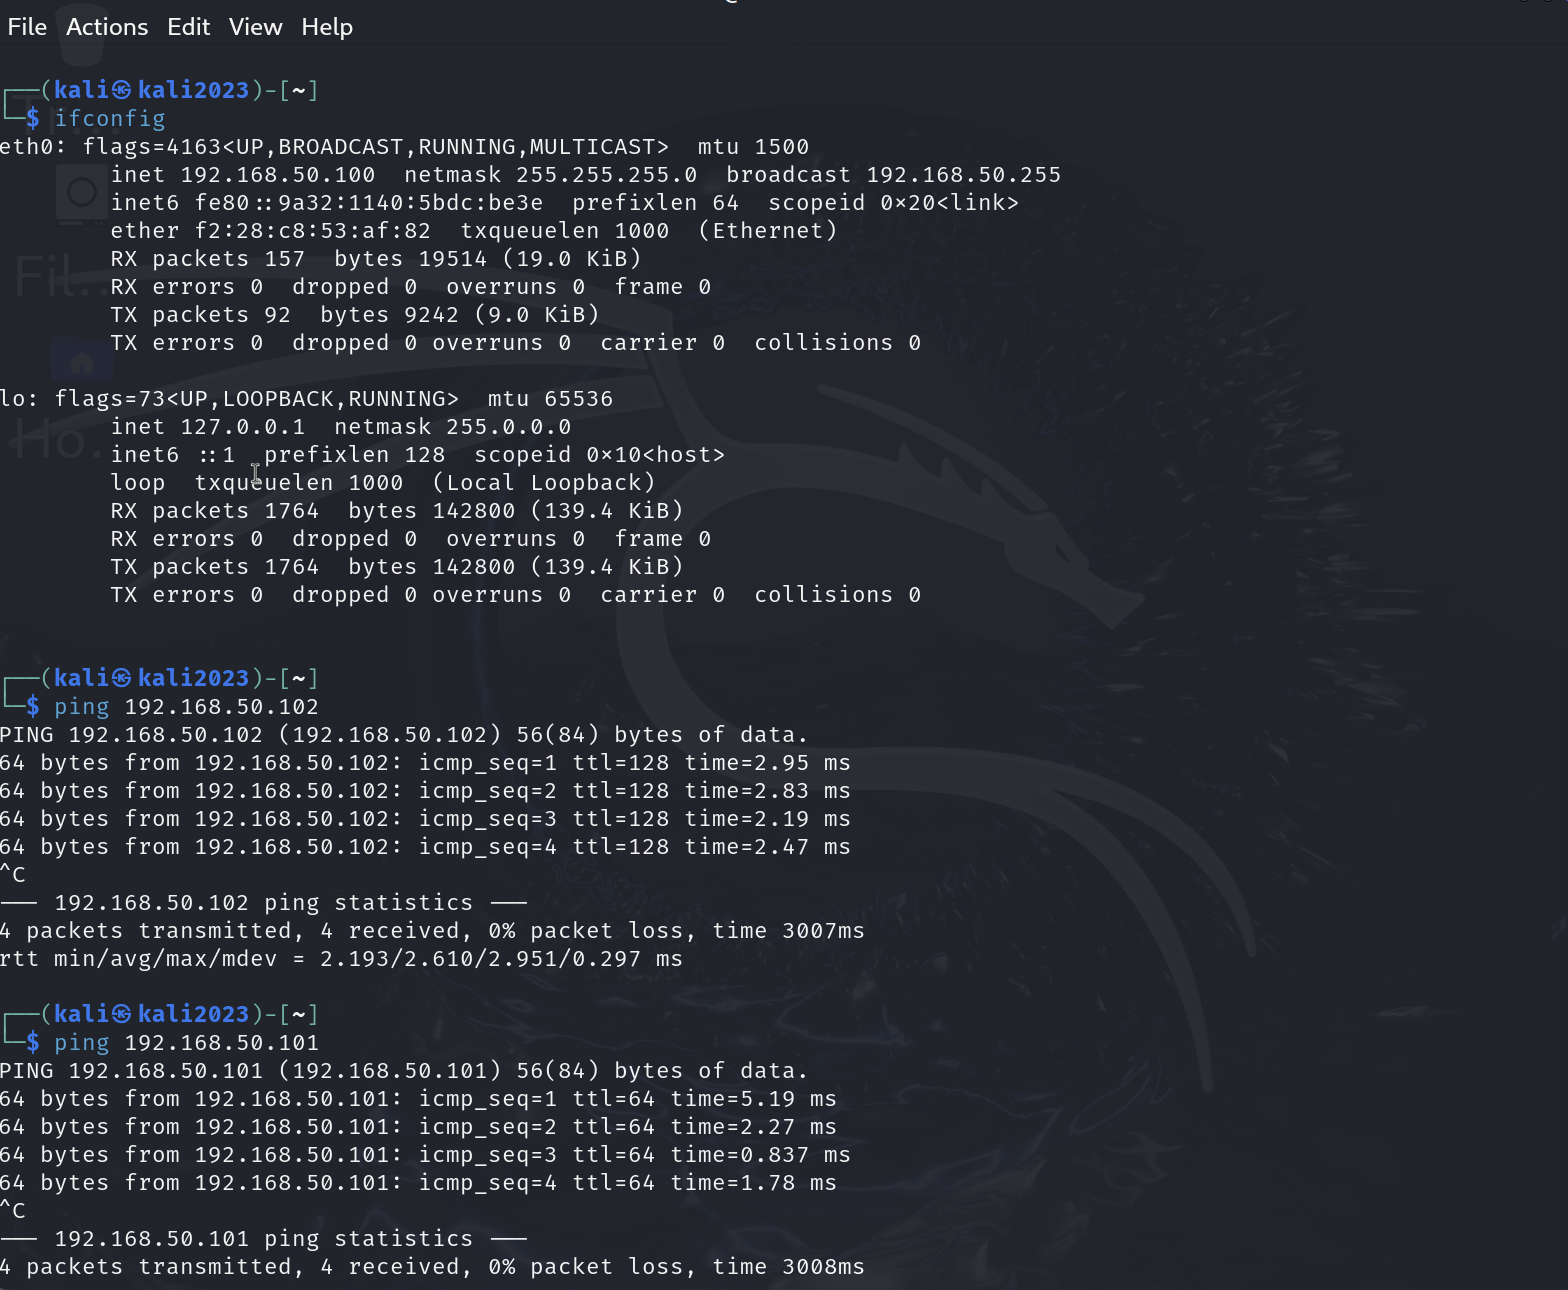 File Actions Edit View Help
┌──(kali㉿kali2023)-[~]
└─$ ifconfig
eth0: flags=4163<UP,BROADCAST,RUNNING,MULTICAST>  mtu 1500
        inet 192.168.50.100  netmask 255.255.255.0  broadcast 192.168.50.255
        inet6 fe80::9a32:1140:5bdc:be3e  prefixlen 64  scopeid 0×20<link>
        ether f2:28:c8:53:af:82  txqueuelen 1000  (Ethernet)
        RX packets 157  bytes 19514 (19.0 KiB)
        RX errors 0  dropped 0  overruns 0  frame 0
        TX packets 92  bytes 9242 (9.0 KiB)
        TX errors 0  dropped 0 overruns 0  carrier 0  collisions 0
lo: flags=73<UP,LOOPBACK,RUNNING>  mtu 65536
        inet 127.0.0.1  netmask 255.0.0.0
        inet6 ::1  prefixlen 128  scopeid 0×10<host>
        loop  txqueuelen 1000  (Local Loopback)
        RX packets 1764  bytes 142800 (139.4 KiB)
        RX errors 0  dropped 0  overruns 0  frame 0
        TX packets 1764  bytes 142800 (139.4 KiB)
        TX errors 0  dropped 0 overruns 0  carrier 0  collisions 0
┌──(kali㉿kali2023)-[~]
└─$ ping 192.168.50.102
PING 192.168.50.102 (192.168.50.102) 56(84) bytes of data.
64 bytes from 192.168.50.102: icmp_seq=1 ttl=128 time=2.95 ms
64 bytes from 192.168.50.102: icmp_seq=2 ttl=128 time=2.83 ms
64 bytes from 192.168.50.102: icmp_seq=3 ttl=128 time=2.19 ms
64 bytes from 192.168.50.102: icmp_seq=4 ttl=128 time=2.47 ms
^C
--- 192.168.50.102 ping statistics ---
4 packets transmitted, 4 received, 0% packet loss, time 3007ms
rtt min/avg/max/mdev = 2.193/2.610/2.951/0.297 ms
┌──(kali㉿kali2023)-[~]
└─$ ping 192.168.50.101
PING 192.168.50.101 (192.168.50.101) 56(84) bytes of data.
64 bytes from 192.168.50.101: icmp_seq=1 ttl=64 time=5.19 ms
64 bytes from 192.168.50.101: icmp_seq=2 ttl=64 time=2.27 ms
64 bytes from 192.168.50.101: icmp_seq=3 ttl=64 time=0.837 ms
64 bytes from 192.168.50.101: icmp_seq=4 ttl=64 time=1.78 ms
^C
--- 192.168.50.101 ping statistics ---
4 packets transmitted, 4 received, 0% packet loss, time 3008ms
Tr...
Fil...
Ho...